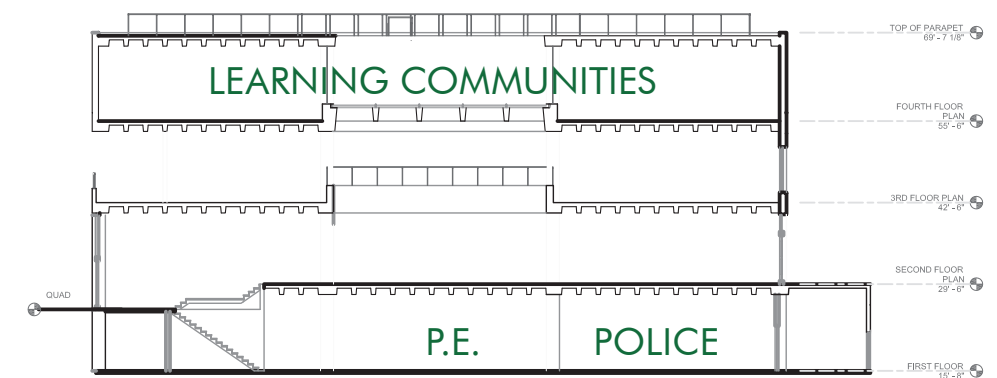 TOP OF PARAPET
69' - 7 1/8"
LEARNING COMMUNITIES
FOURTH FLOOR
PLAN
55' - 6"
3RD FLOOR PLAN
42' - 6"
SECOND FLOOR
PLAN
29' - 6"
QUAD
P.E.
POLICE
FIRST FLOOR
15' - 8"